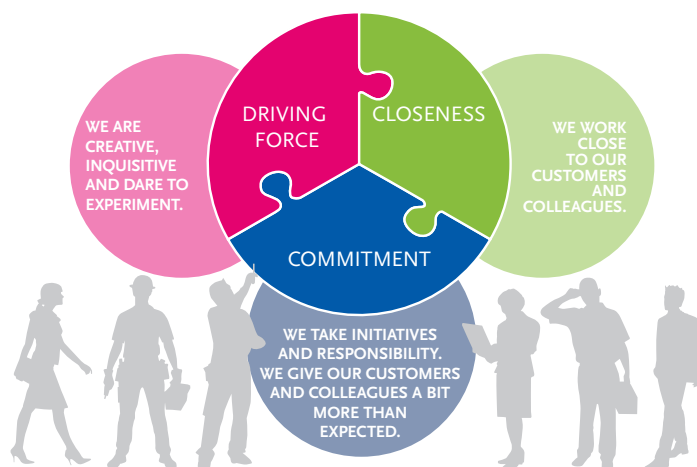 DRIVING
FORCE
CLOSENESS
COMMITMENT
WE ARE
CREATIVE,
INQUISITIVE
AND DARE TO
EXPERIMENT.
WE WORK
CLOSE
TO OUR
CUSTOMERS
AND
COLLEAGUES.
WE TAKE INITIATIVES
AND RESPONSIBILITY.
WE GIVE OUR CUSTOMERS
AND COLLEAGUES A BIT
MORE THAN
EXPECTED.